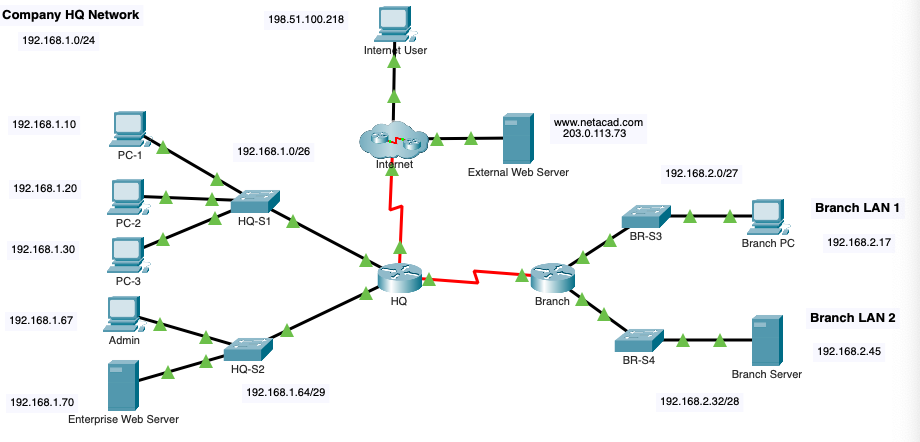 Company HQ Network
192.168.1.0/24
198.51.100.218
Internet User
192.168.1.10
PC-1
192.168.1.0/26
www.netacad.com
203.0.113.73
Internet
External Web Server
192.168.1.20
PC-2
HQ-S1
192.168.2.0/27
BR-S3
Branch LAN 1
Branch PC
192.168.2.17
192.168.1.30
PC-3
HQ
Branch
192.168.1.67
Admin
HQ-S2
Branch LAN 2
BR-S4
192.168.2.45
Branch Server
192.168.1.64/29
192.168.2.32/28
192.168.1.70
Enterprise Web Server